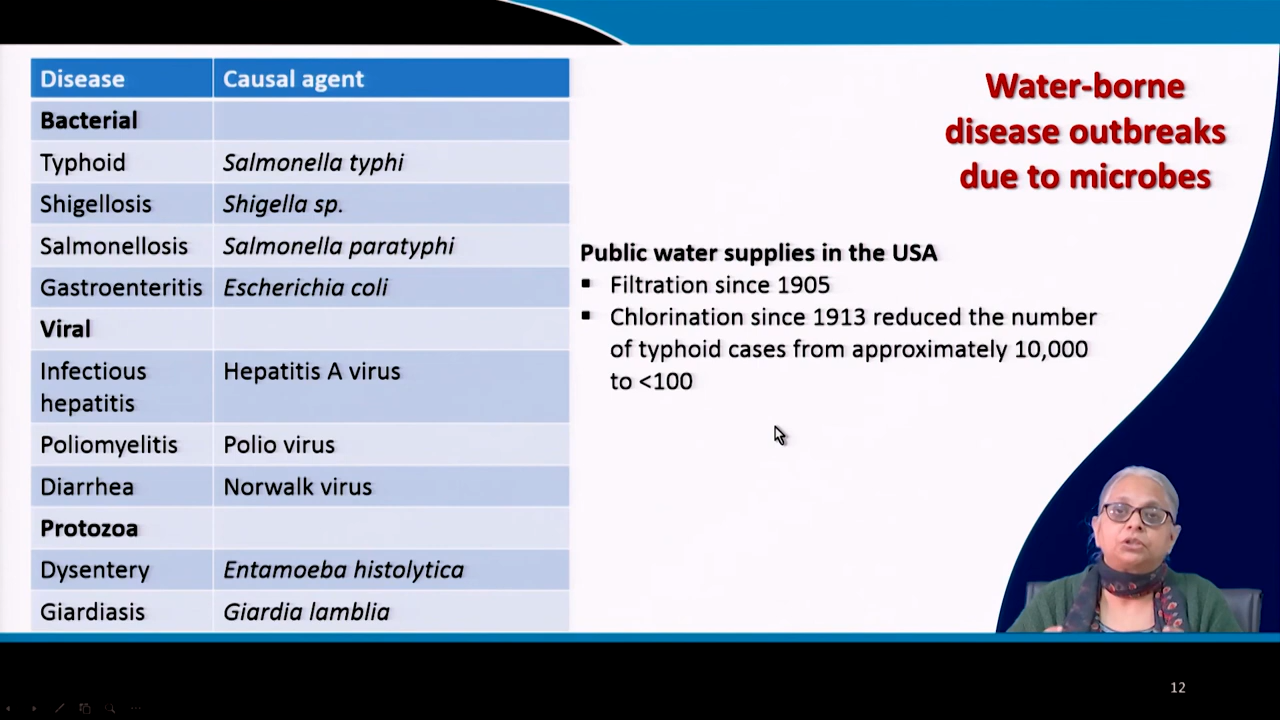 Water-borne
disease outbreaks
due to microbes
Disease Causal agent
Bacterial
Typhoid Salmonella typhi
Shigellosis Shigella sp.
Salmonellosis Salmonella paratyphi
Gastroenteritis Escherichia coli
Viral
Infectious Hepatitis A virus
hepatitis
Poliomyelitis Polio virus
Diarrhea Norwalk virus
Protozoa
Dysentery Entamoeba histolytica
Giardiasis Giardia lamblia
Public water supplies in the USA
▪ Filtration since 1905
▪ Chlorination since 1913 reduced the number
of typhoid cases from approximately 10,000
to <100
12